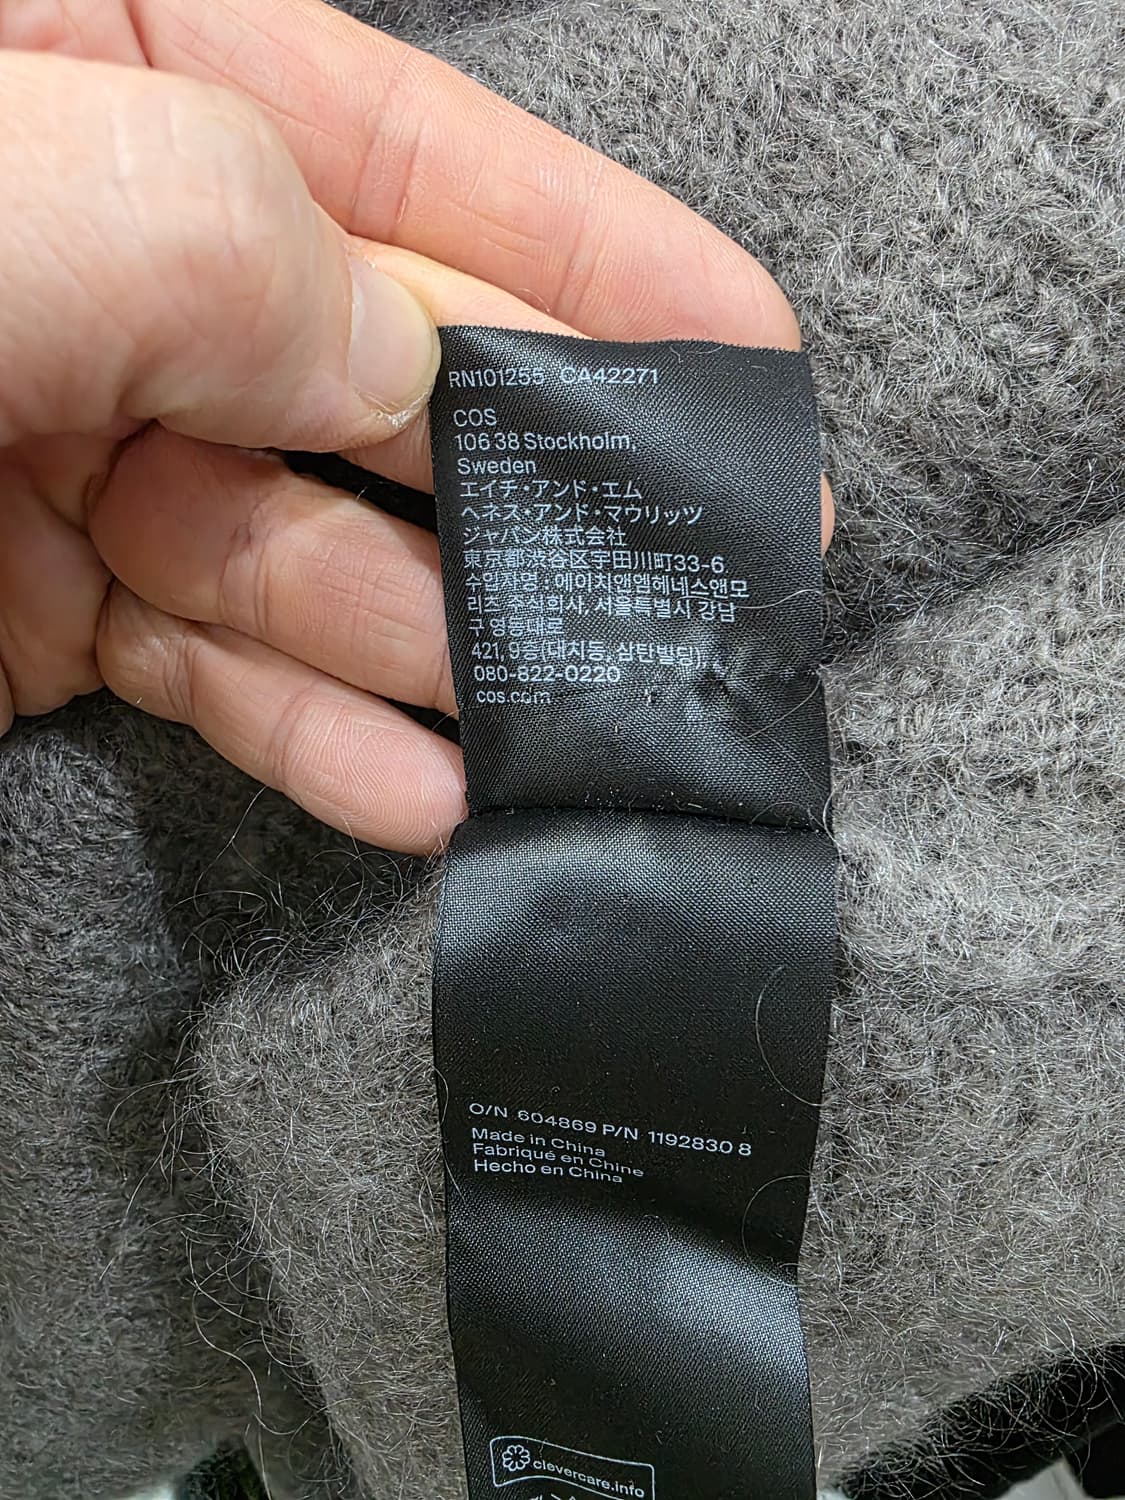 RN101255 CA42271
COS
106 38 Stockholm,
Sweden
エイチ・アンド・エム
ヘネス・アンド・マウリッツ
ジャパン株式会社
東京都渋谷区宇田川町33-6
수입자명 : 에이치앤엠헤네스앤모
리츠 주식회사, 서울특별시 강남
구 영동대로
421, 9층(대치동, 삼탄빌딩),
080-822-0220
cos.com
O/N 604869 P/N 1192830 8
Made in China
Fabriqué en Chine
Hecho en China
clevercare.info